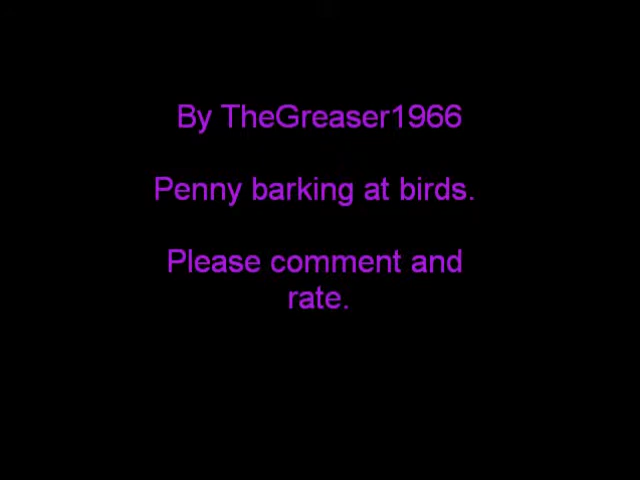 By TheGreaser1966
Penny barking at birds.
Please comment and
rate.